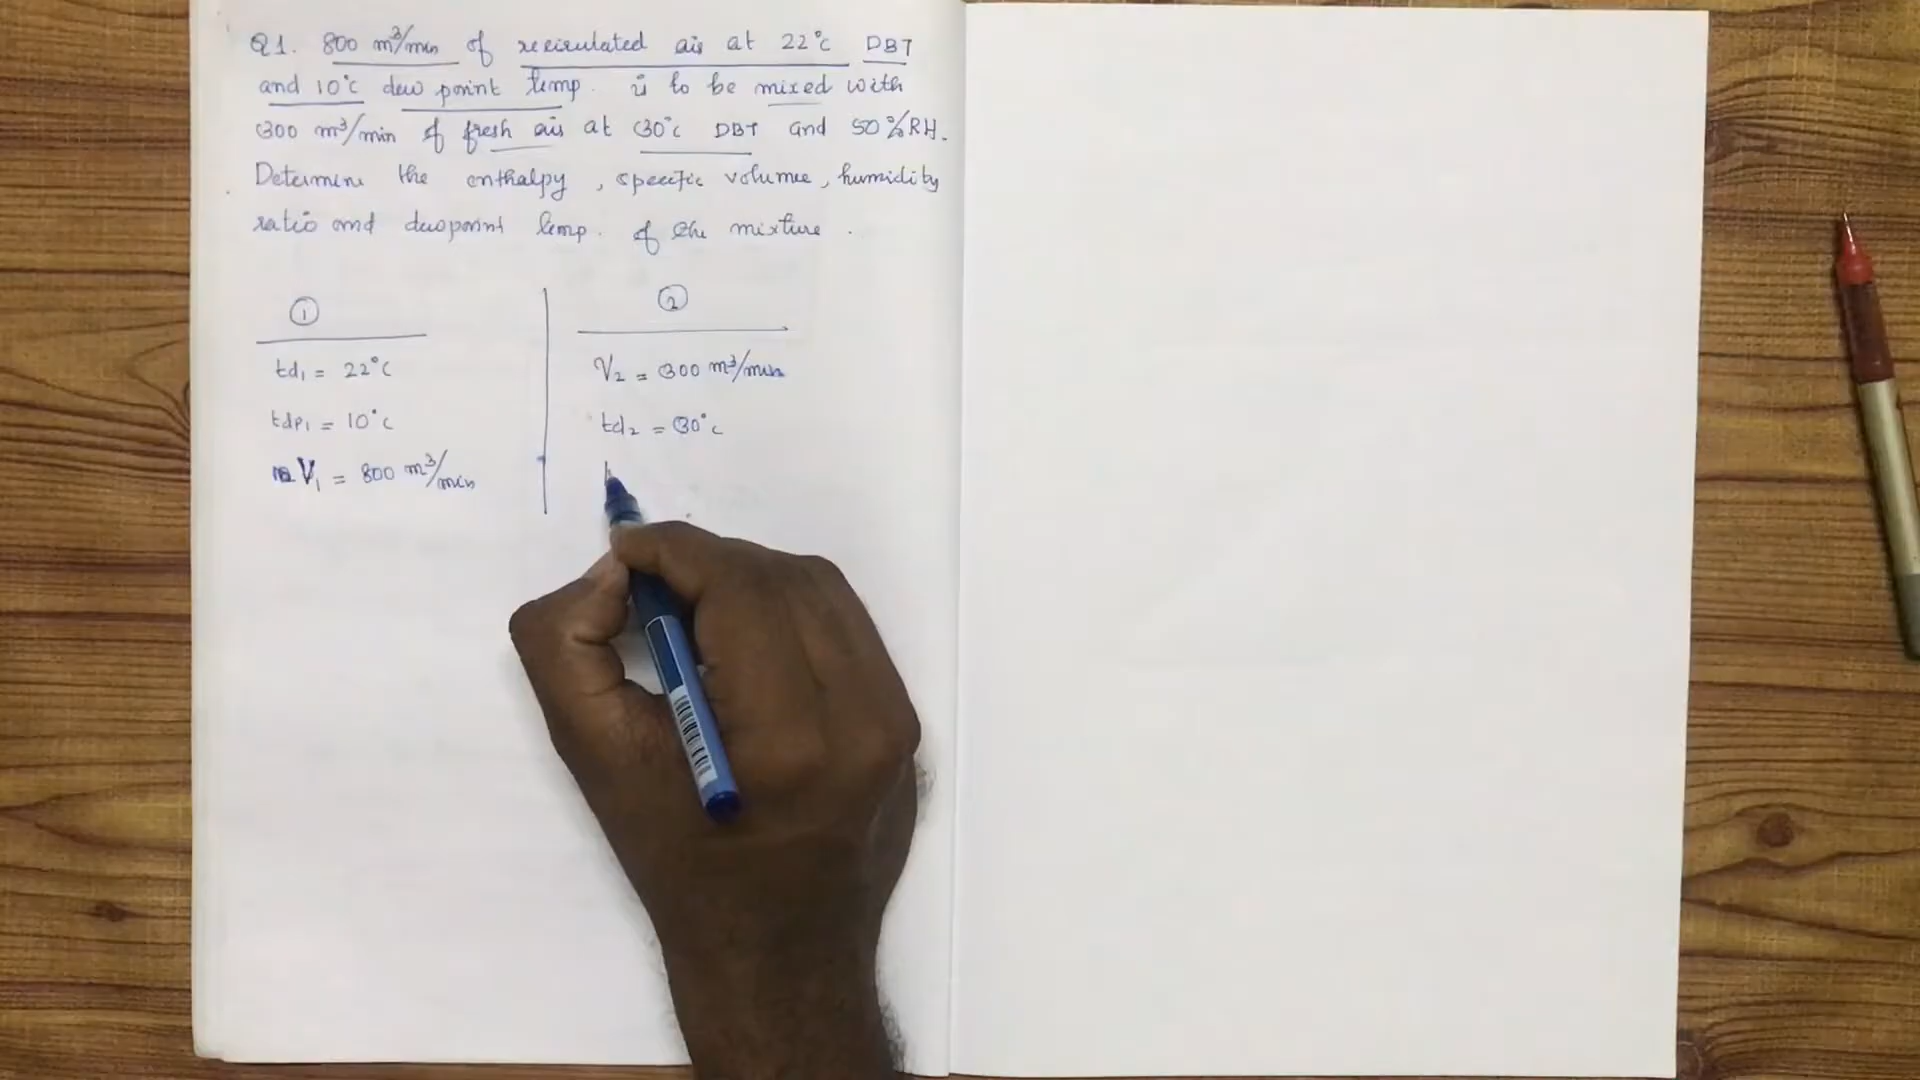 Q1. 800 m³/min of recirulated air at 22°C DBT
and 10°C dew point temp. is to be mixed with
300 m³/min of fresh air at 30°C DBT and 50%RH.
Determine the enthalpy, specific volume, humidity
ratio and dewpoint temp. of the mixture.
①
td₁ = 22°C
tdp₁ = 10°C
V₁ = 800 m³/min
②
V₂ = 300 m³/min
td₂ = 30°C